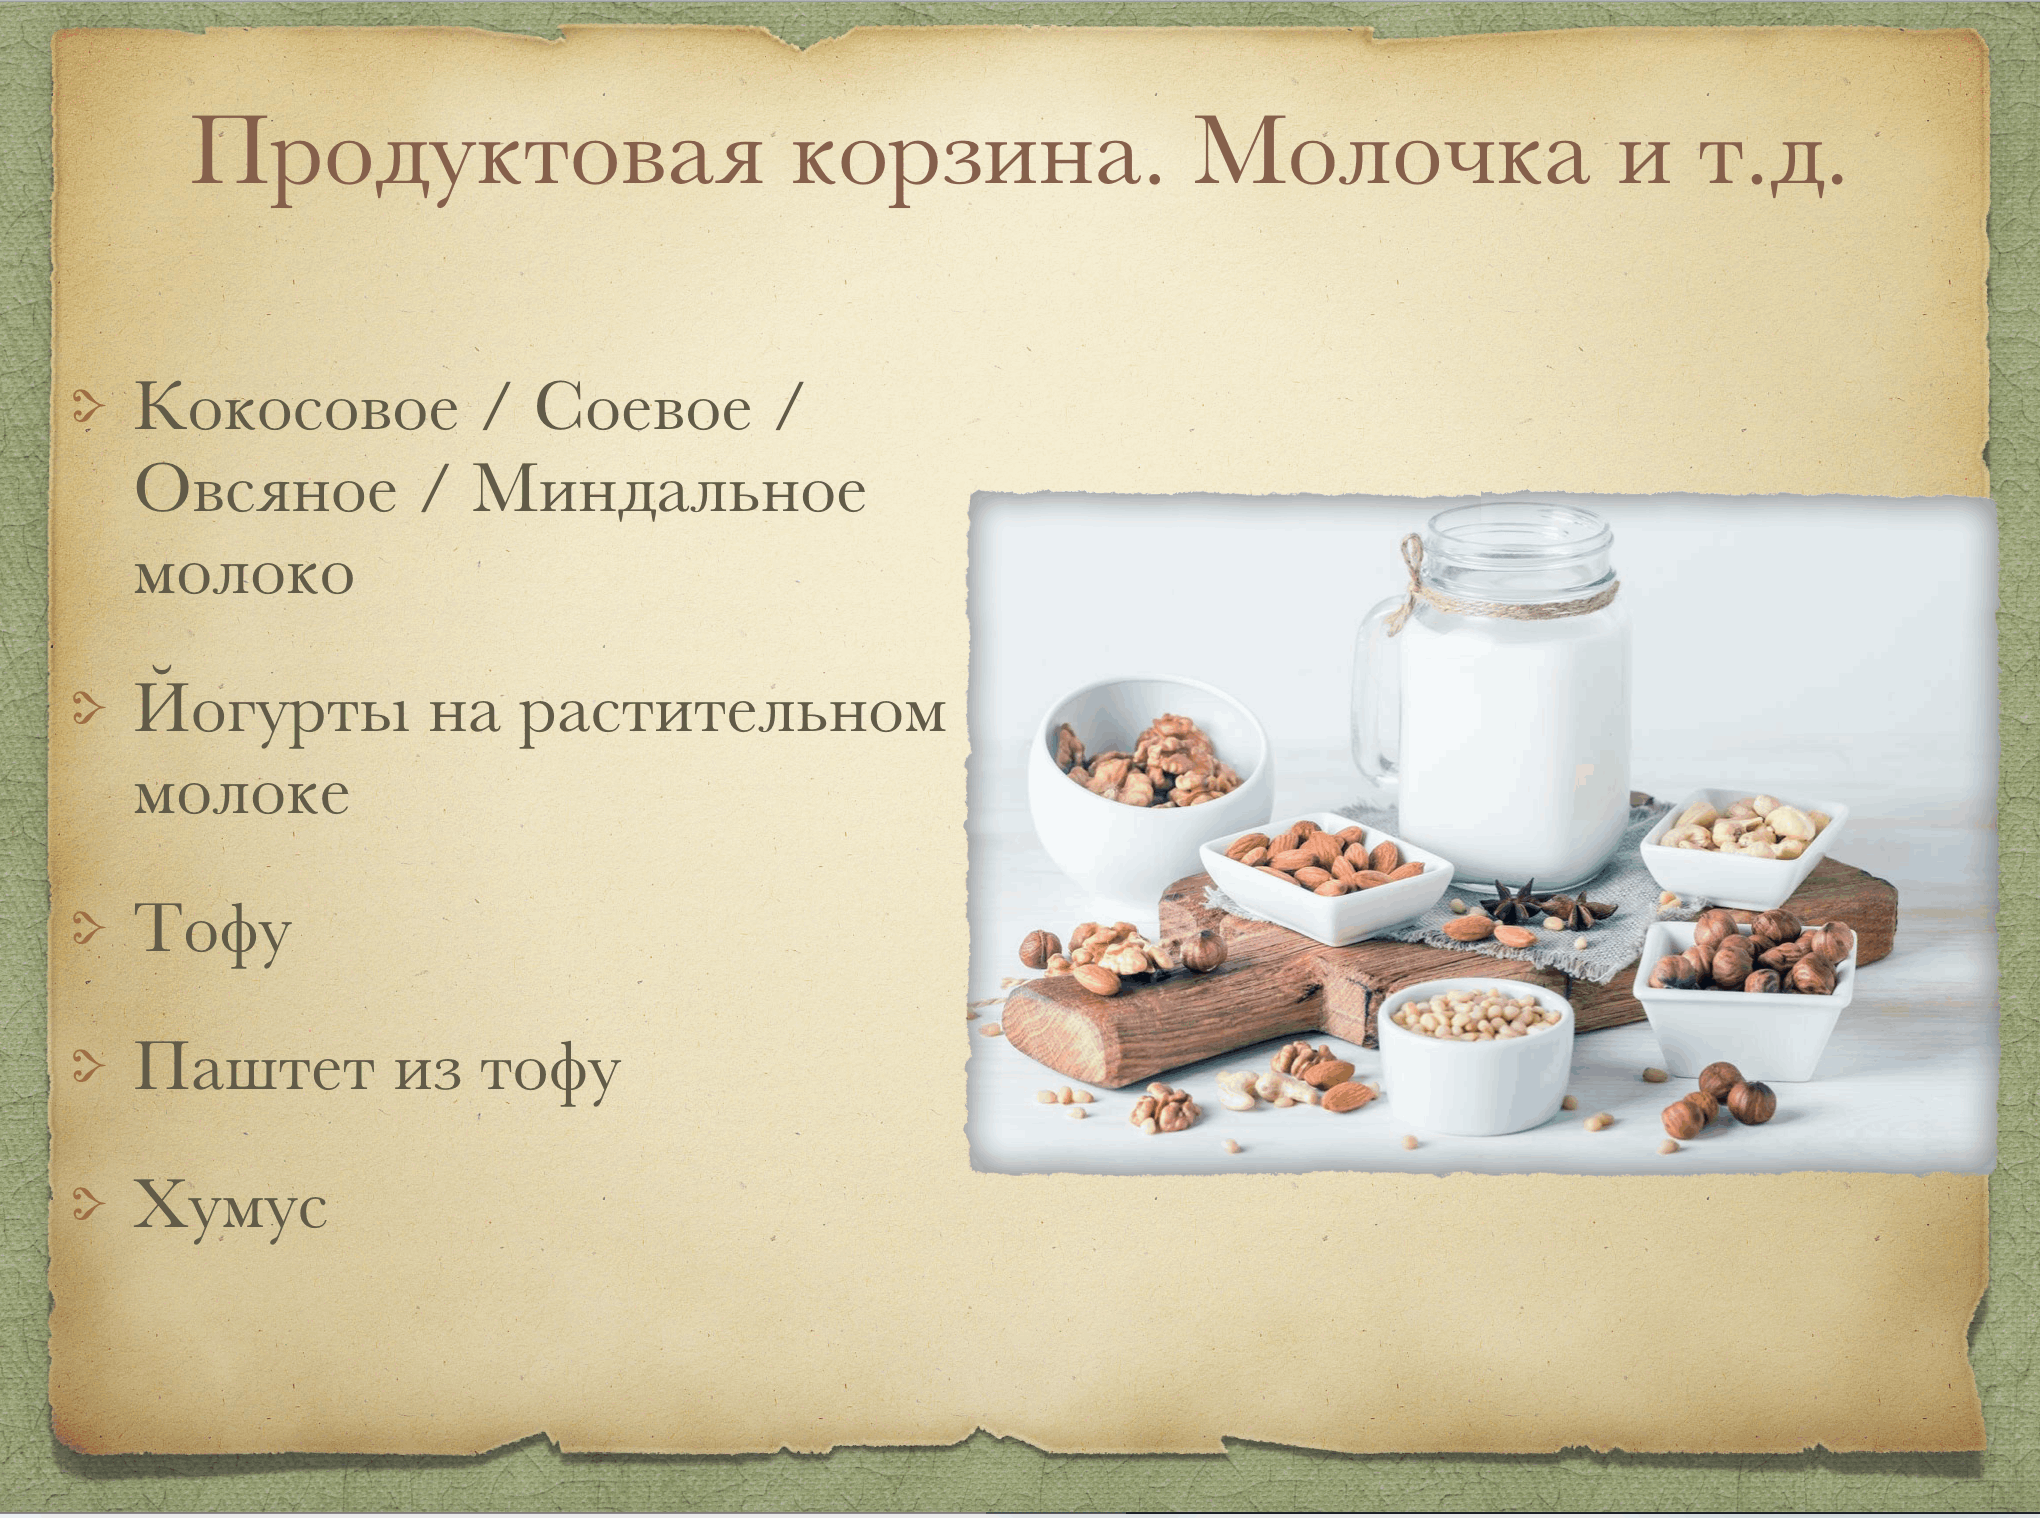 Продуктовая корзина. Молочка и т.д.
Кокосовое / Соевое /
Овсяное / Миндальное
молоко
Йогурты на растительном
молоке
Тофу
Паштет из тофу
Хумус